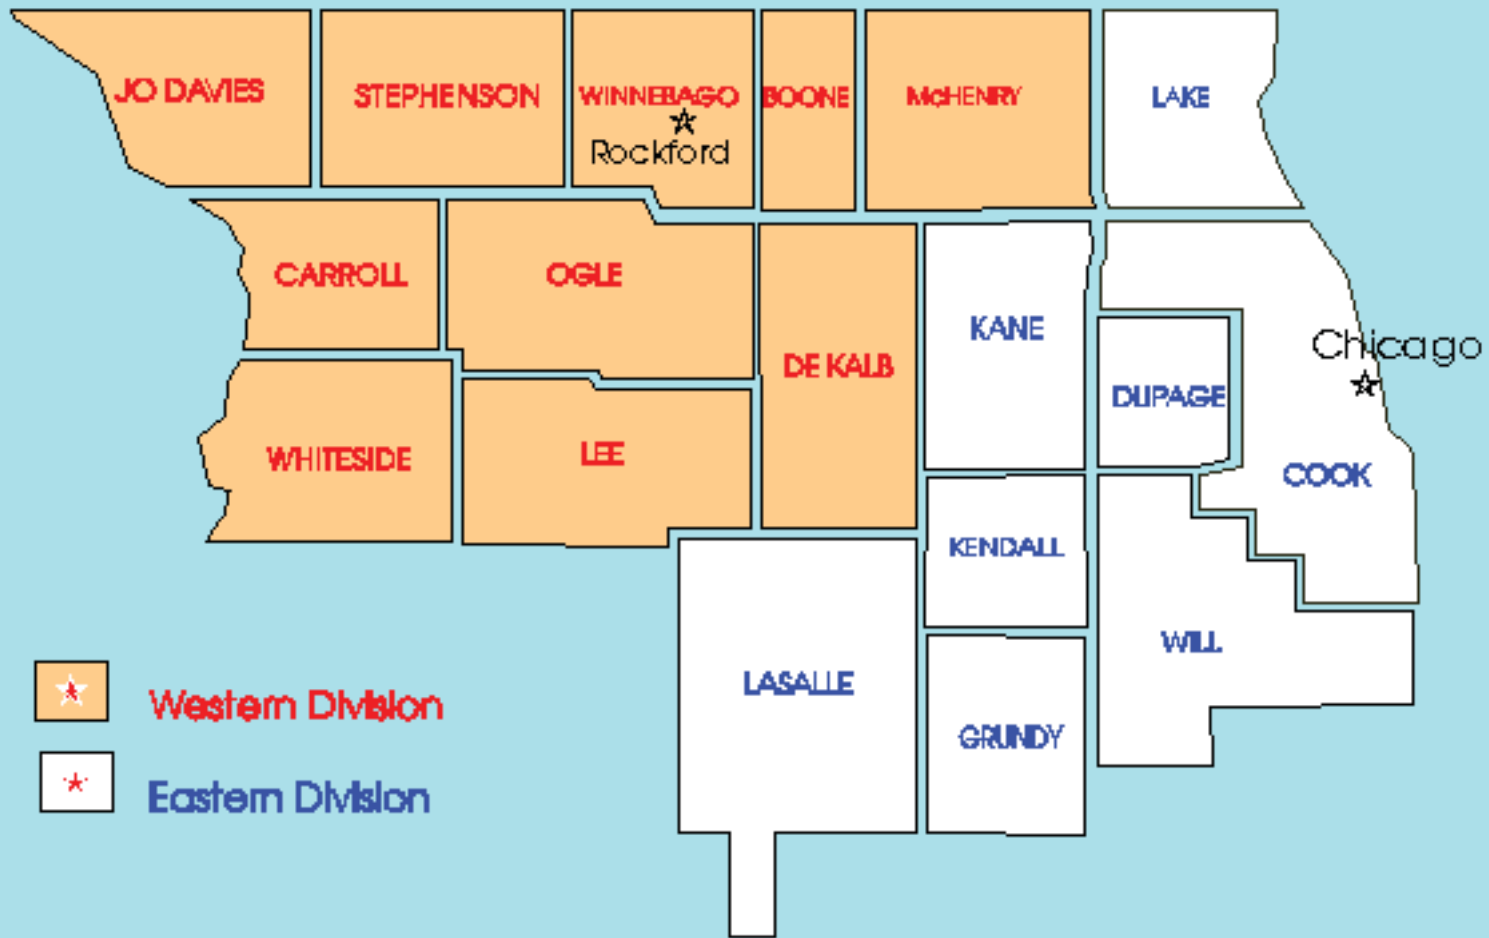 JO DAVIES
STEPHENSON
WINNEBAGO
BOONE
McHENRY
LAKE
Rockford
CARROLL
OGLE
KANE
Chicago
DE KALB
DUPAGE
WHITESIDE
LEE
COOK
KENDALL
WILL
LASALLE
GRUNDY
Western Division
Eastern Division